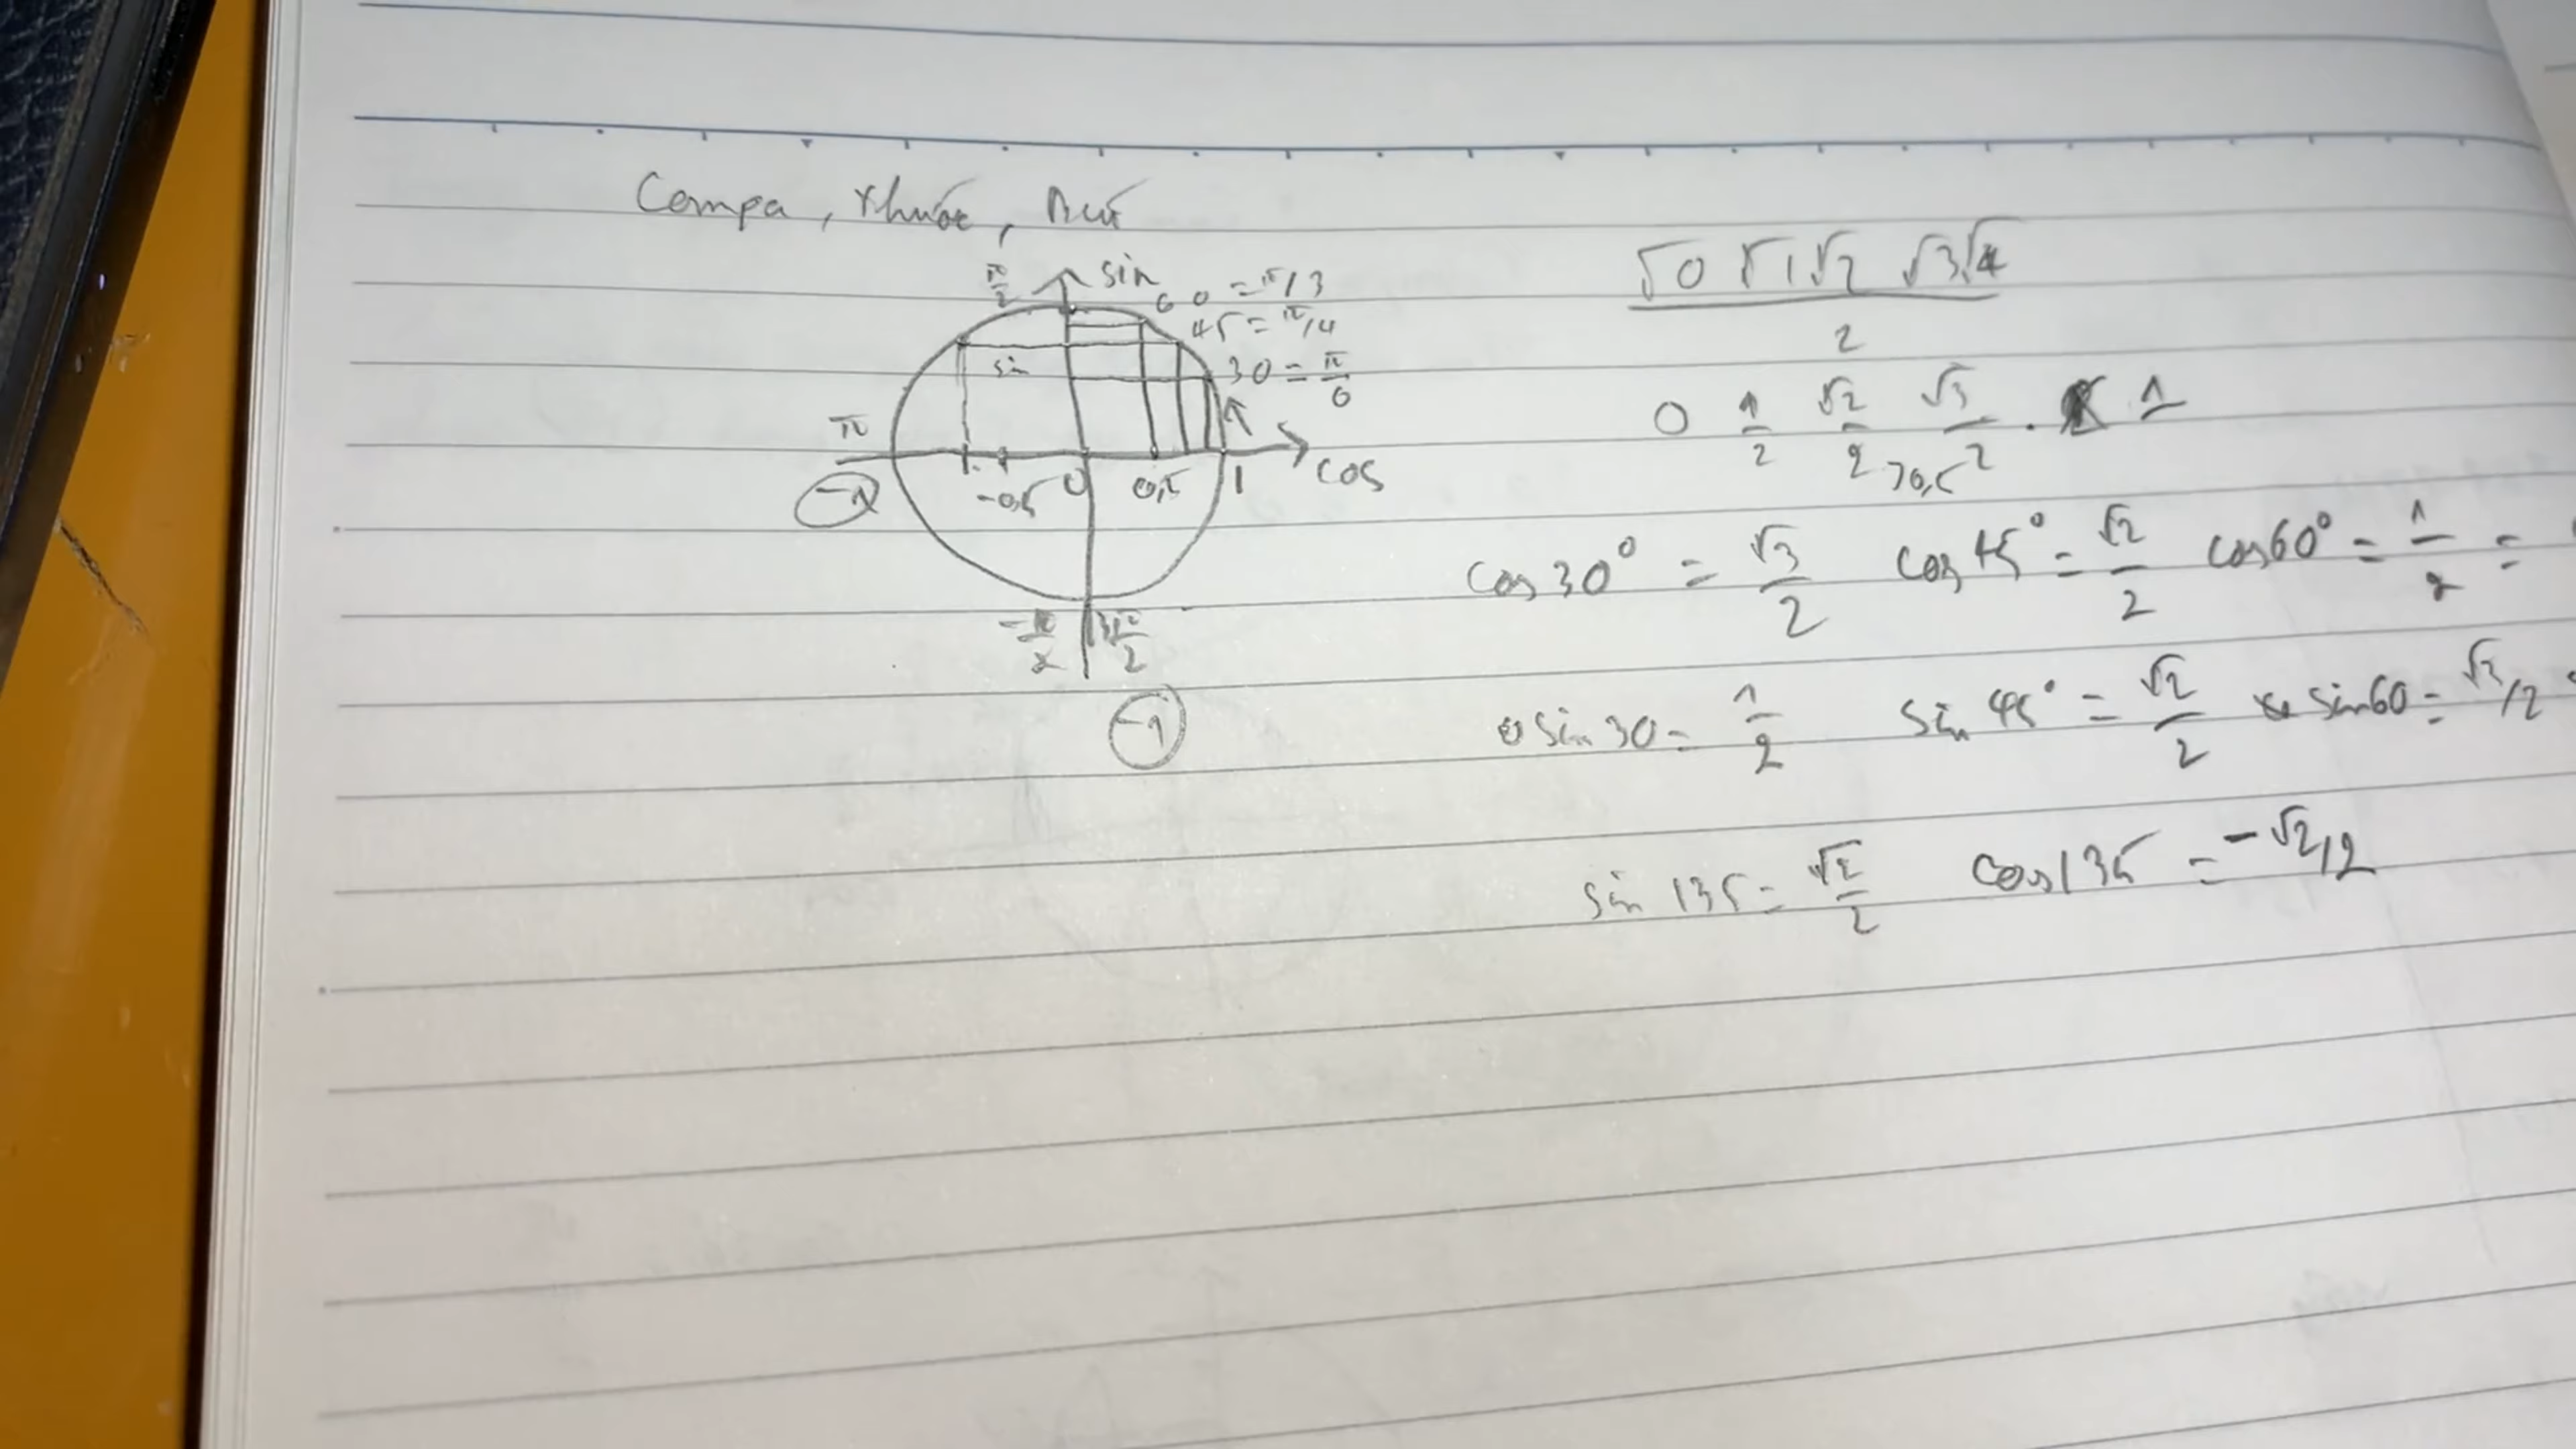 Compa, thước, bút
π/2 sin 60 = π/3
45 = π/4
sin 30 = π/6
π
-1 -0,5 0 0,5 1 cos
-π/2 3π/2
-1
√0 √1 √2 √3 √4
2
0 1/2 √2/2 √3/2 . 1
>0,5
cos 30° = √3/2 cos 45° = √2/2 cos 60° = 1/2 =
sin 30 = 1/2 sin 45° = √2/2 sin 60 = √3/2
sin 135 = √2/2 cos 135 = -√2/2